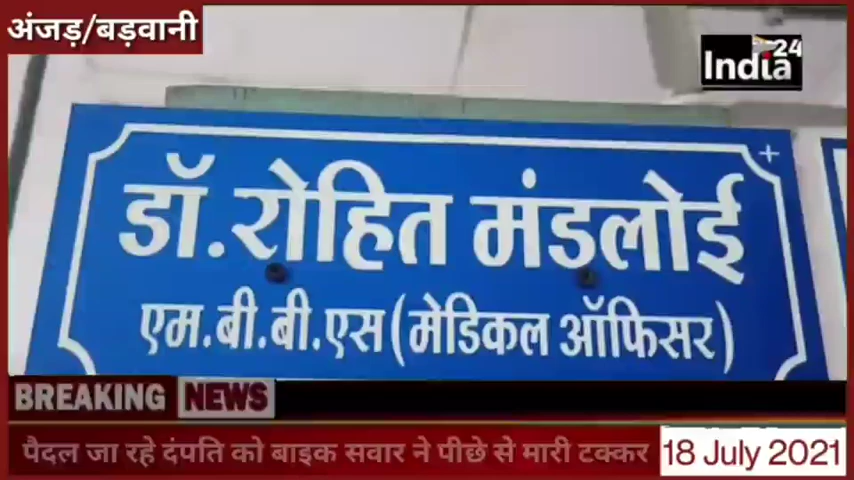 अंजड़/बड़वानी
24
India
डॉ.रोहित मंडलोई
एम.बी.बी.एस(मेडिकल ऑफिसर)
BREAKING NEWS
पैदल जा रहे दंपति को बाइक सवार ने पीछे से मारी टक्कर
18 July 2021